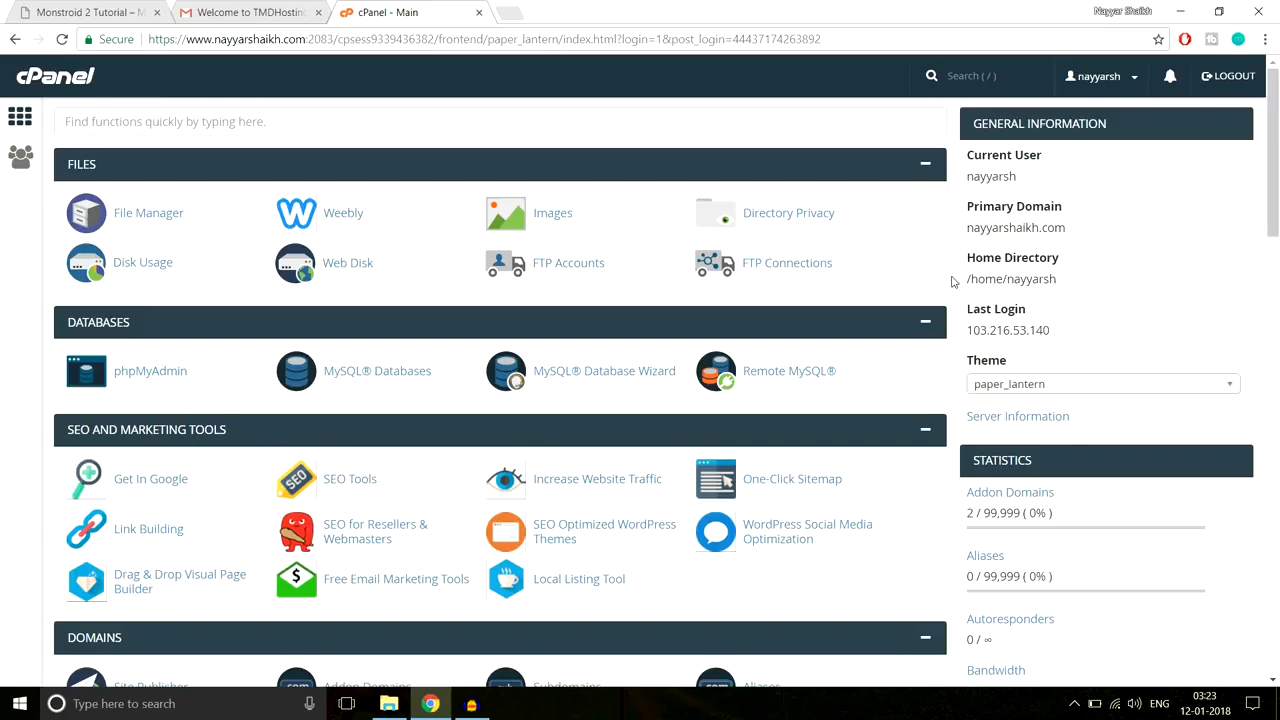 Monstroid 2 Tutorial – M
Welcome to TMDHostin
cPanel - Main
Nayyar Shaikh
Secure
https://www.nayyarshaikh.com:2083/cpsess9339436382/frontend/paper_lantern/index.html?login=1&post_login=44437174263892
cPanel
Search ( / )
nayyarsh
LOGOUT
Find functions quickly by typing here.
FILES
File Manager
Weebly
Images
Directory Privacy
Disk Usage
Web Disk
FTP Accounts
FTP Connections
DATABASES
phpMyAdmin
MySQL® Databases
MySQL® Database Wizard
Remote MySQL®
SEO AND MARKETING TOOLS
Get In Google
SEO Tools
Increase Website Traffic
One-Click Sitemap
Link Building
SEO for Resellers &
Webmasters
SEO Optimized WordPress
Themes
WordPress Social Media
Optimization
Drag & Drop Visual Page
Builder
Free Email Marketing Tools
Local Listing Tool
DOMAINS
Site Publisher
Addon Domains
Subdomains
Aliases
GENERAL INFORMATION
Current User
nayyarsh
Primary Domain
nayyarshaikh.com
Home Directory
/home/nayyarsh
Last Login
103.216.53.140
Theme
paper_lantern
Server Information
STATISTICS
Addon Domains
2 / 99,999 ( 0% )
Aliases
0 / 99,999 ( 0% )
Autoresponders
0 / ∞
Bandwidth
Type here to search
ENG
03:23
12-01-2018